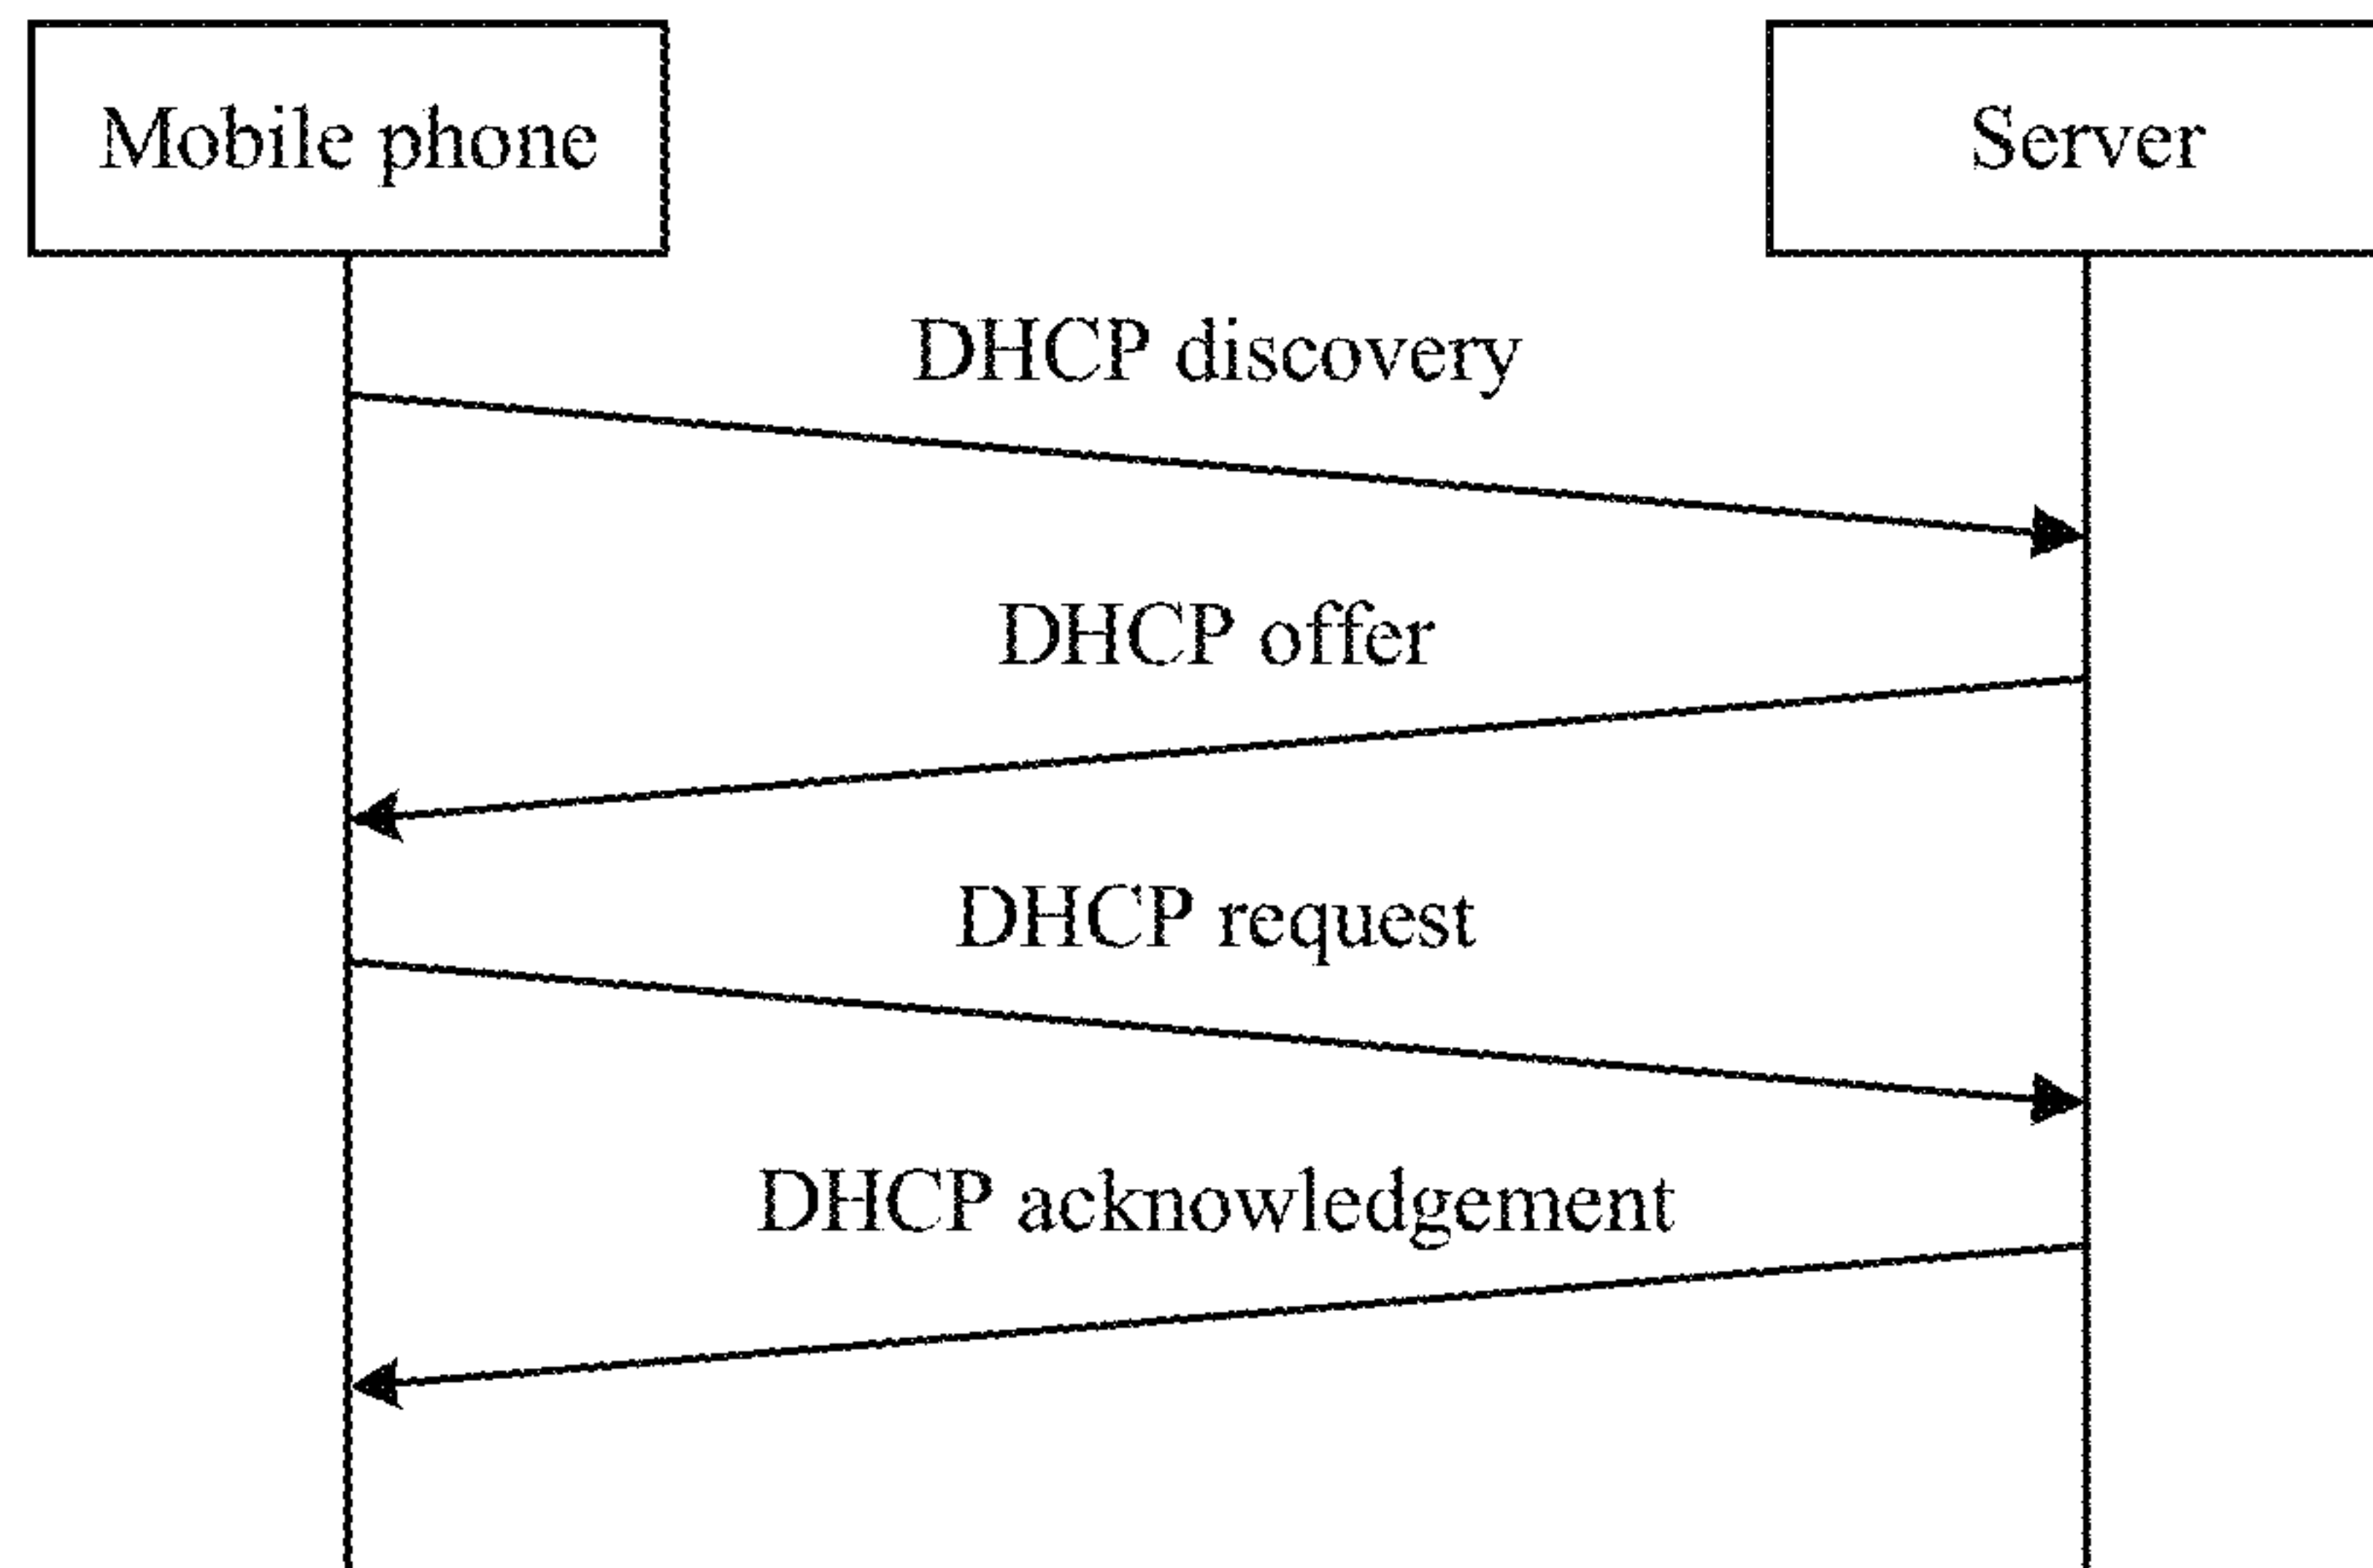 Mobile phone
Server
DHCP discovery
DHCP offer
DHCP request
DHCP acknowledgement